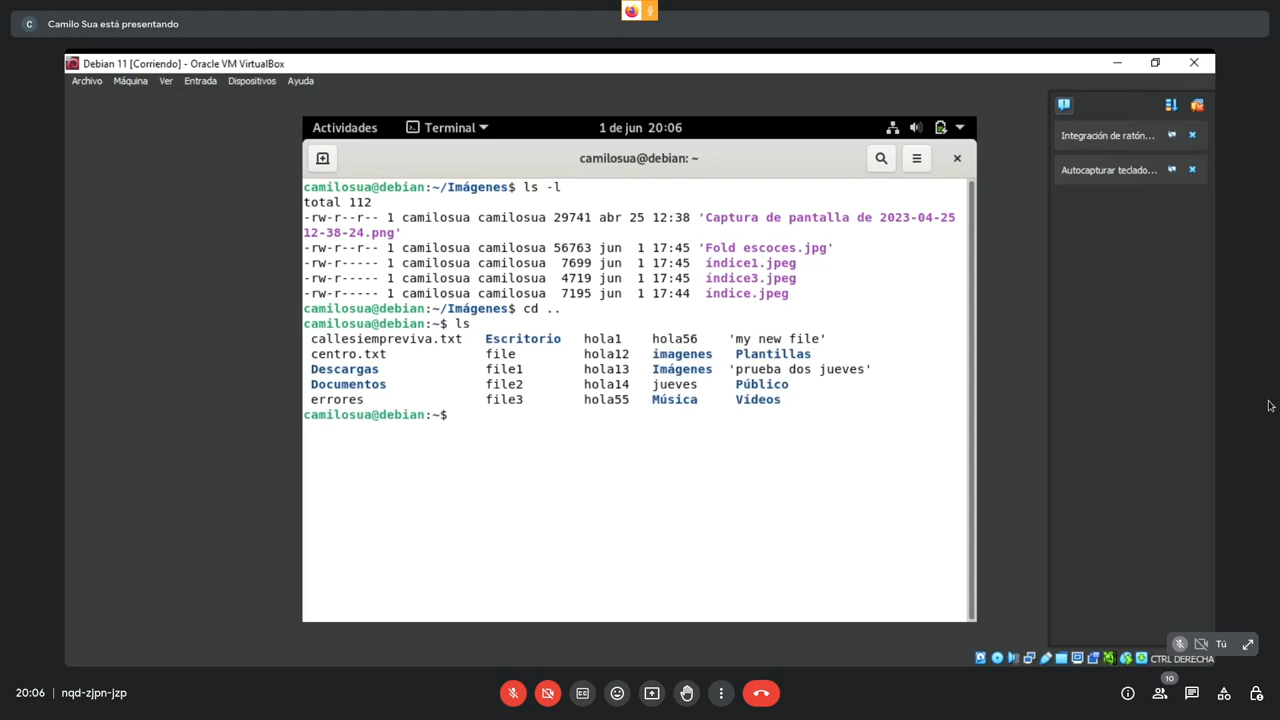 C Camilo Sua está presentando
Debian 11 [Corriendo] - Oracle VM VirtualBox
Archivo Máquina Ver Entrada Dispositivos Ayuda
Integración de ratón...
Autocapturar teclado...
Actividades Terminal 1 de jun 20:06
camilosua@debian: ~
camilosua@debian:~/Imágenes$ ls -l
total 112
-rw-r--r-- 1 camilosua camilosua 29741 abr 25 12:38 'Captura de pantalla de 2023-04-25
12-38-24.png'
-rw-r----- 1 camilosua camilosua 56763 jun  1 17:45 'Fold escoces.jpg'
-rw-r----- 1 camilosua camilosua  7699 jun  1 17:45 índice1.jpeg
-rw-r----- 1 camilosua camilosua  4719 jun  1 17:45 índice3.jpeg
-rw-r----- 1 camilosua camilosua  7195 jun  1 17:44 índice.jpeg
camilosua@debian:~/Imágenes$ cd ..
camilosua@debian:~$ ls
callesiempreviva.txt Escritorio hola1 hola56 'my new file'
centro.txt file hola12 imagenes Plantillas
Descargas file1 hola13 Imágenes 'prueba dos jueves'
Documentos file2 hola14 jueves Público
errores file3 hola55 Música Vídeos
camilosua@debian:~$
Tú
CTRL DERECHA
20:06 | nqd-zjpn-jzp
10